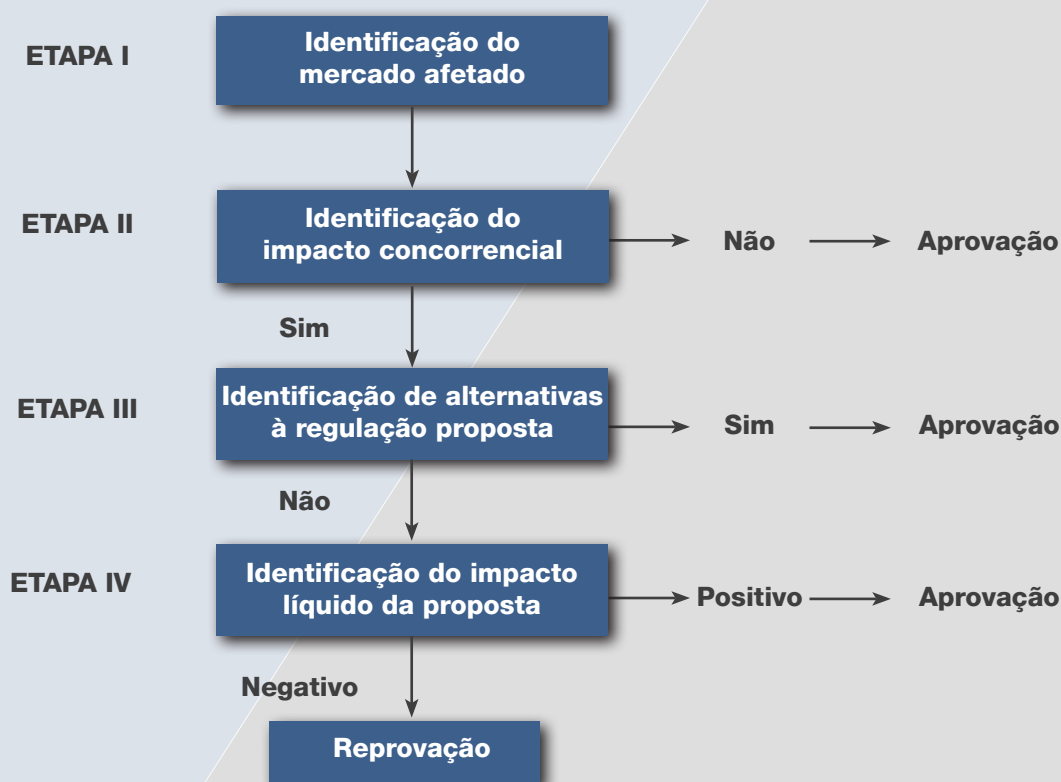 ETAPA I
Identificação do
mercado afetado
ETAPA II
Identificação do
impacto concorrencial
Não
Aprovação
Sim
ETAPA III
Identificação de alternativas
à regulação proposta
Sim
Aprovação
Não
ETAPA IV
Identificação do impacto
líquido da proposta
Positivo
Aprovação
Negativo
Reprovação